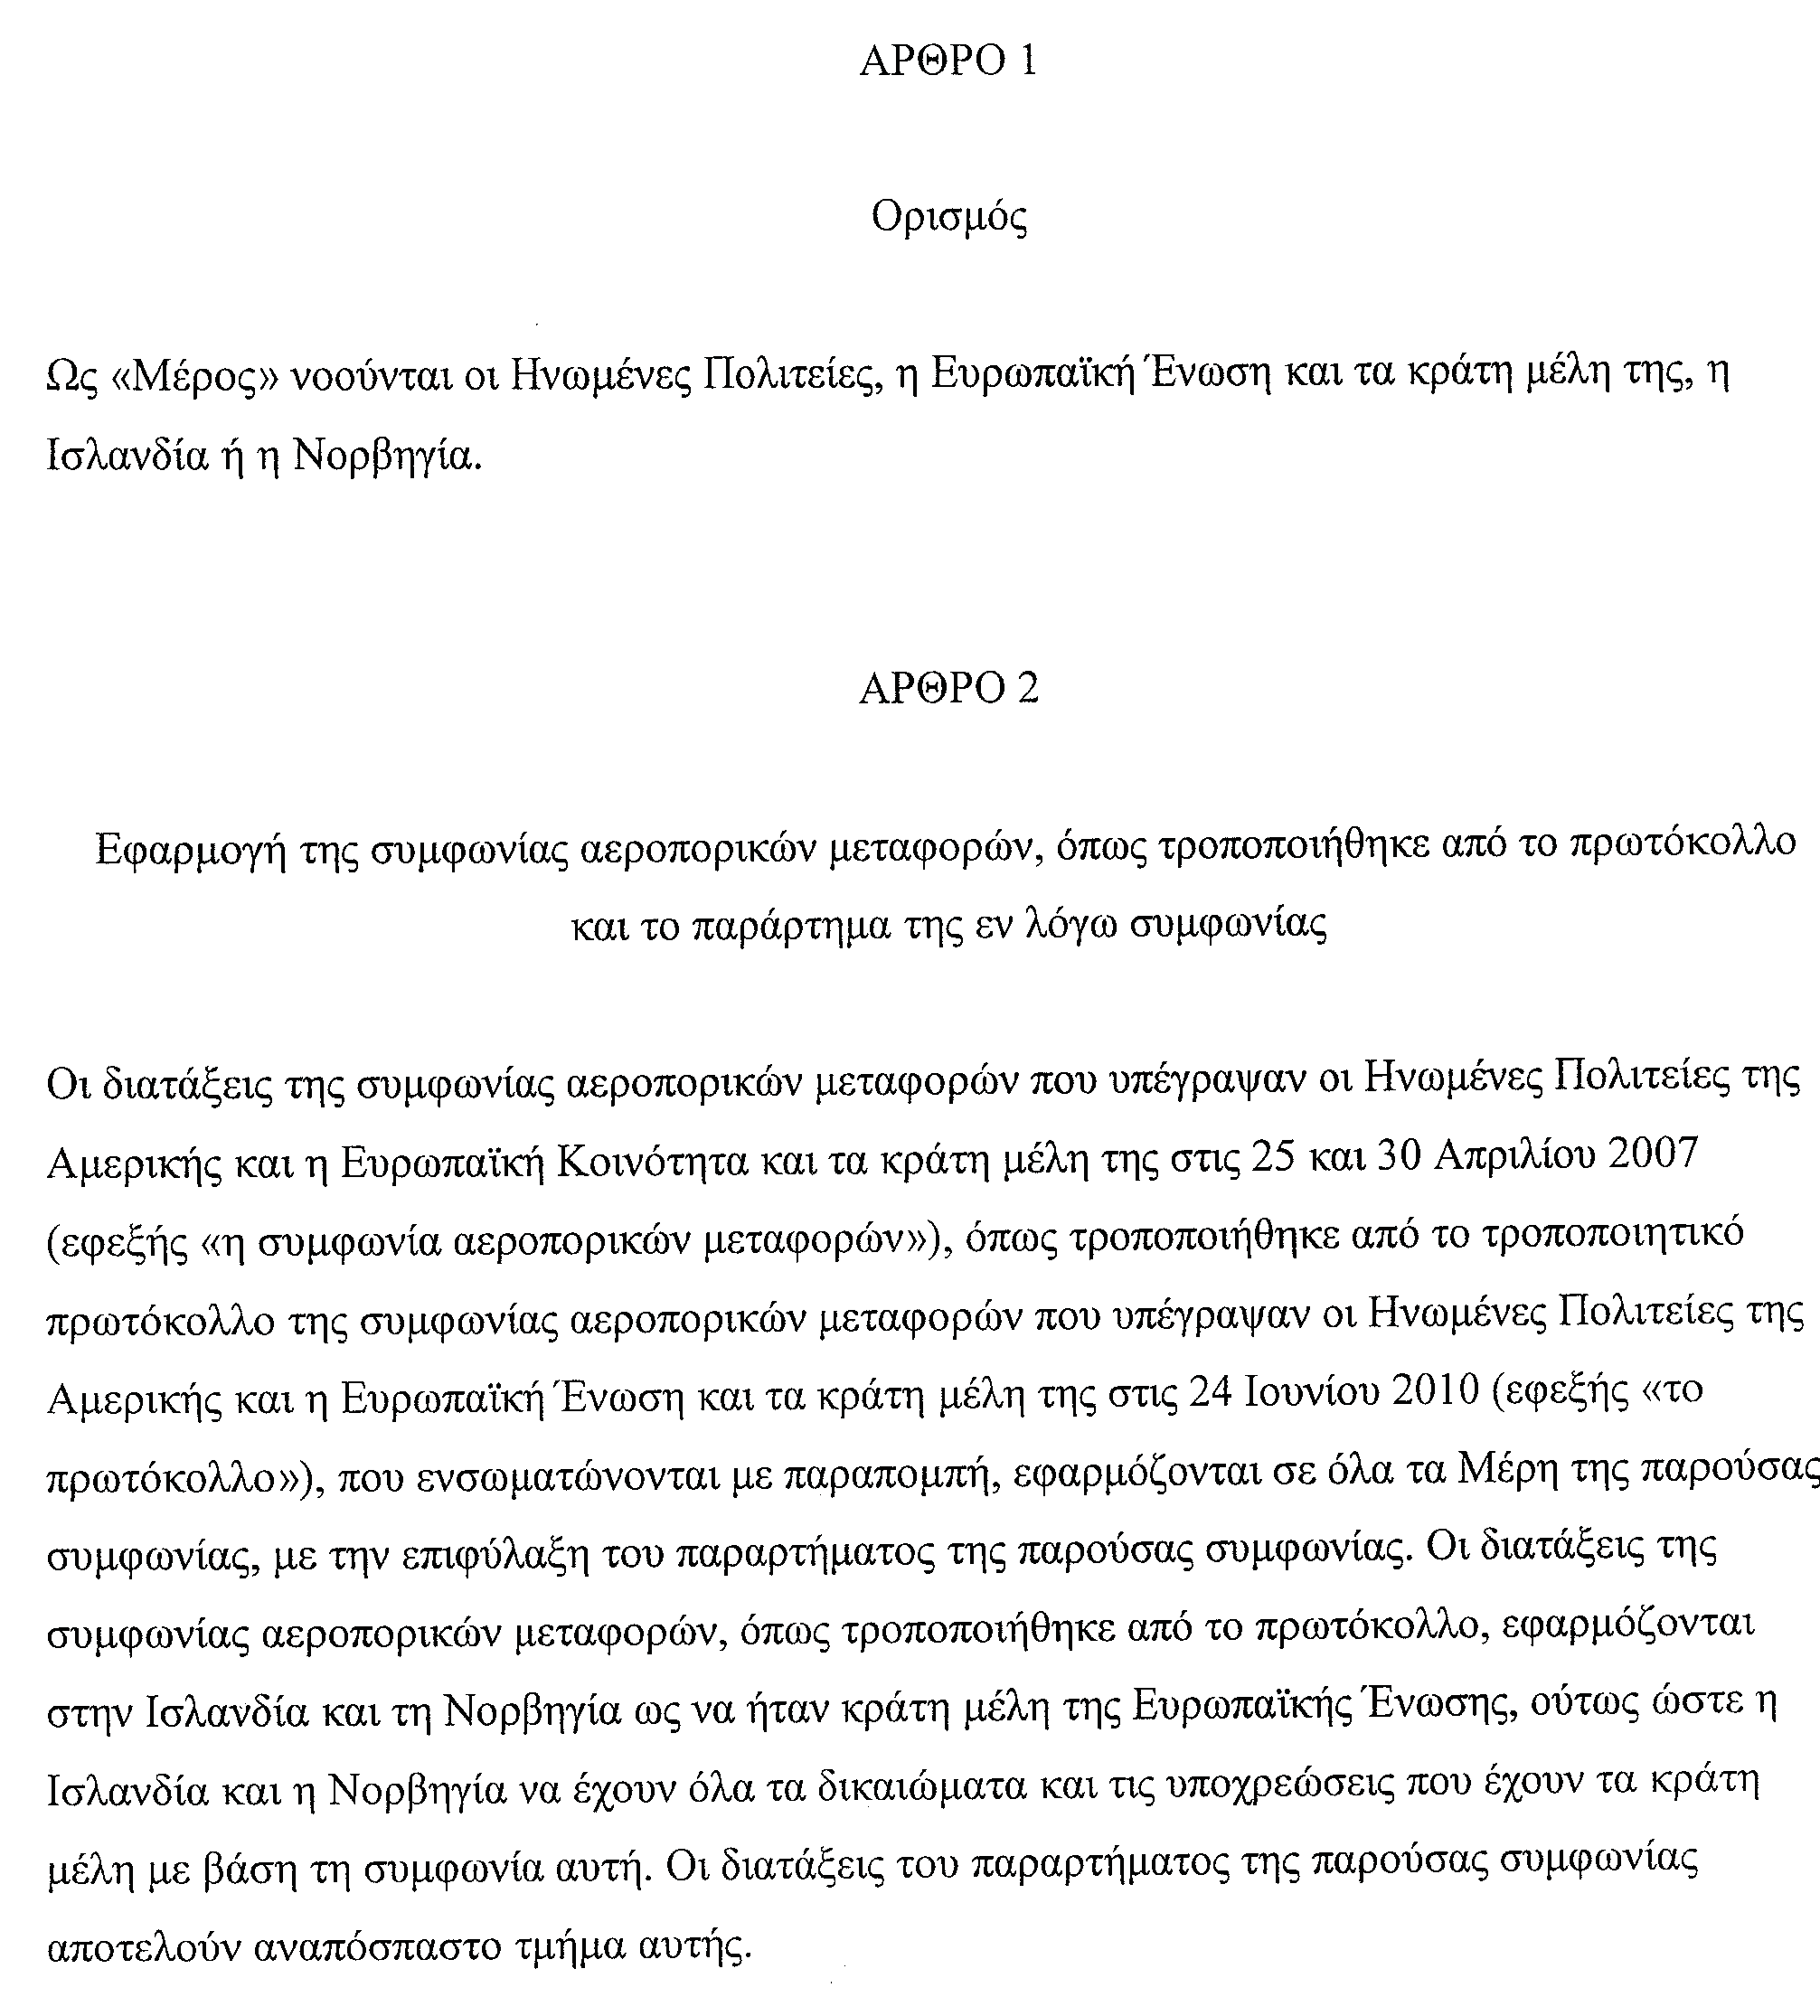 ΑΡΘΡΟ 1
Ορισμός
Ως «Μέρος» νοούνται οι Ηνωμένες Πολιτείες, η Ευρωπαϊκή Ένωση και τα κράτη μέλη της, η
Ισλανδία ή η Νορβηγία.
ΑΡΘΡΟ 2
Εφαρμογή της συμφωνίας αεροπορικών μεταφορών, όπως τροποποιήθηκε από το πρωτόκολλο
και το παράρτημα της εν λόγω συμφωνίας
Οι διατάξεις της συμφωνίας αεροπορικών μεταφορών που υπέγραψαν οι Ηνωμένες Πολιτείες της
Αμερικής και η Ευρωπαϊκή Κοινότητα και τα κράτη μέλη της στις 25 και 30 Απριλίου 2007
(εφεξής «η συμφωνία αεροπορικών μεταφορών»), όπως τροποποιήθηκε από το τροποποιητικό
πρωτόκολλο της συμφωνίας αεροπορικών μεταφορών που υπέγραψαν οι Ηνωμένες Πολιτείες της
Αμερικής και η Ευρωπαϊκή Ένωση και τα κράτη μέλη της στις 24 Ιουνίου 2010 (εφεξής «το
πρωτόκολλο»), που ενσωματώνονται με παραπομπή, εφαρμόζονται σε όλα τα Μέρη της παρούσας
συμφωνίας, με την επιφύλαξη του παραρτήματος της παρούσας συμφωνίας. Οι διατάξεις της
συμφωνίας αεροπορικών μεταφορών, όπως τροποποιήθηκε από το πρωτόκολλο, εφαρμόζονται
στην Ισλανδία και τη Νορβηγία ως να ήταν κράτη μέλη της Ευρωπαϊκής Ένωσης, ούτως ώστε η
Ισλανδία και η Νορβηγία να έχουν όλα τα δικαιώματα και τις υποχρεώσεις που έχουν τα κράτη
μέλη με βάση τη συμφωνία αυτή. Οι διατάξεις του παραρτήματος της παρούσας συμφωνίας
αποτελούν αναπόσπαστο τμήμα αυτής.